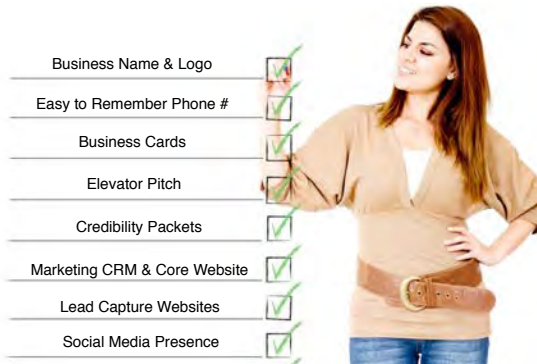 Business Name & Logo
Easy to Remember Phone #
Business Cards
Elevator Pitch
Credibility Packets
Marketing CRM & Core Website
Lead Capture Websites
Social Media Presence